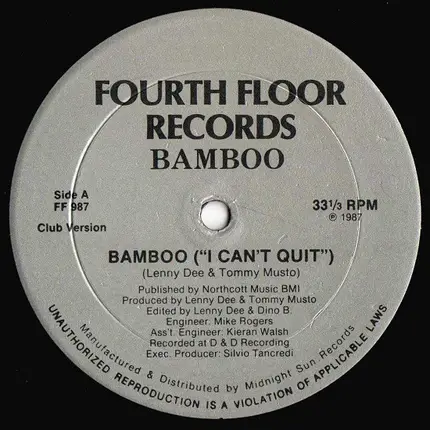 FOURTH FLOOR
RECORDS
BAMBOO
Side A
FF 987
Club Version
33 1/3 RPM
℗ 1987
BAMBOO ("I CAN'T QUIT")
(Lenny Dee & Tommy Musto)
Published by Northcott Music BMI
Produced by Lenny Dee & Tommy Musto
Edited by Lenny Dee & Dino B.
Engineer: Mike Rogers
Ass't. Engineer: Kieran Walsh
Recorded at D & D Recording
Exec. Producer: Silvio Tancredi
Manufactured & Distributed by Midnight Sun Records
UNAUTHORIZED REPRODUCTION IS A VIOLATION OF APPLICABLE LAWS